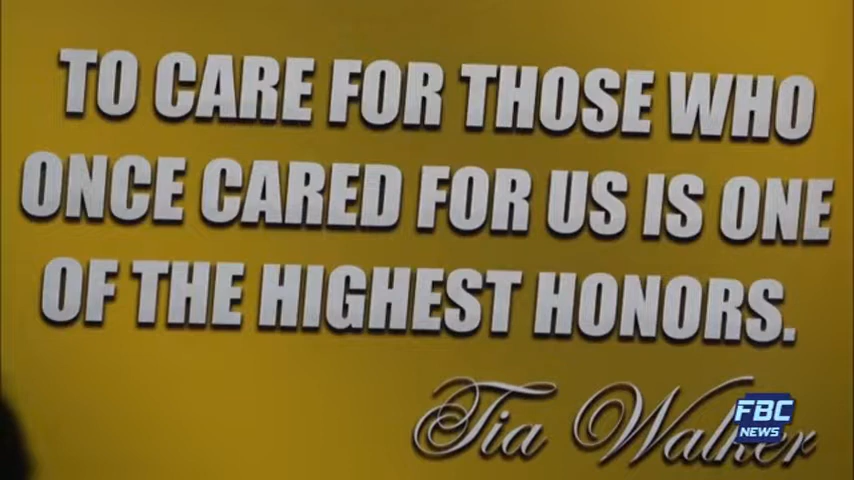 TO CARE FOR THOSE WHO
ONCE CARED FOR US IS ONE
OF THE HIGHEST HONORS.
Tia Walker
FBC
NEWS